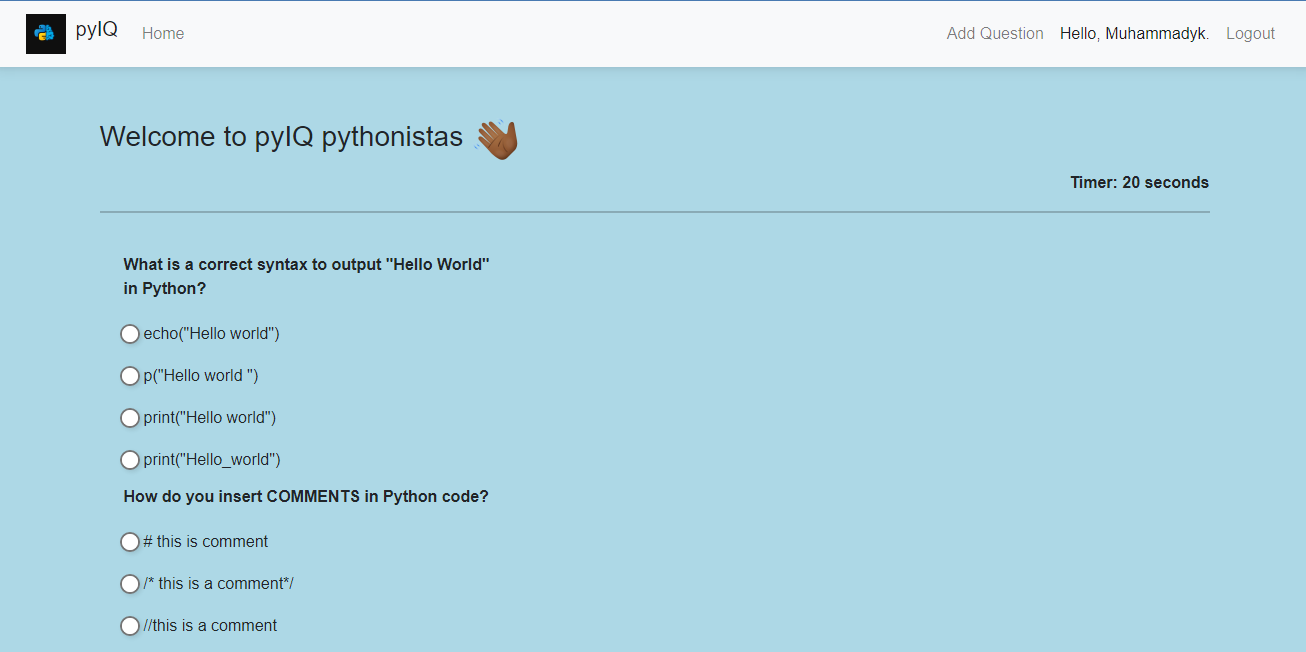 pyIQ Home Add Question Hello, Muhammadyk. Logout
Welcome to pyIQ pythonistas
Timer: 20 seconds
What is a correct syntax to output "Hello World"
in Python?
echo("Hello world")
p("Hello world ")
print("Hello world")
print("Hello_world")
How do you insert COMMENTS in Python code?
# this is comment
/* this is a comment*/
//this is a comment